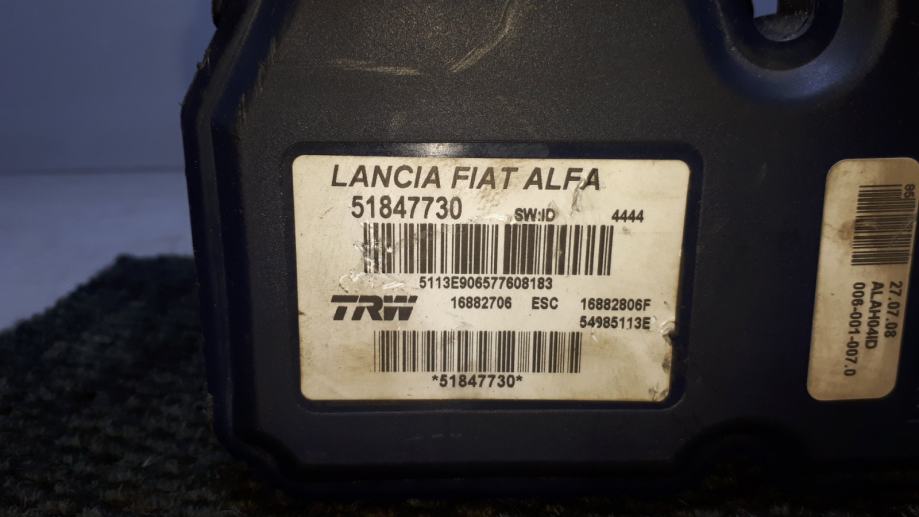 LANCIA FIAT ALFA
51847730 SW:ID 4444
5113E906577608183
TRW 16882706 ESC 16882806F
54985113E
*51847730*
27.07.08
ALAH04ID
006-001-007.0